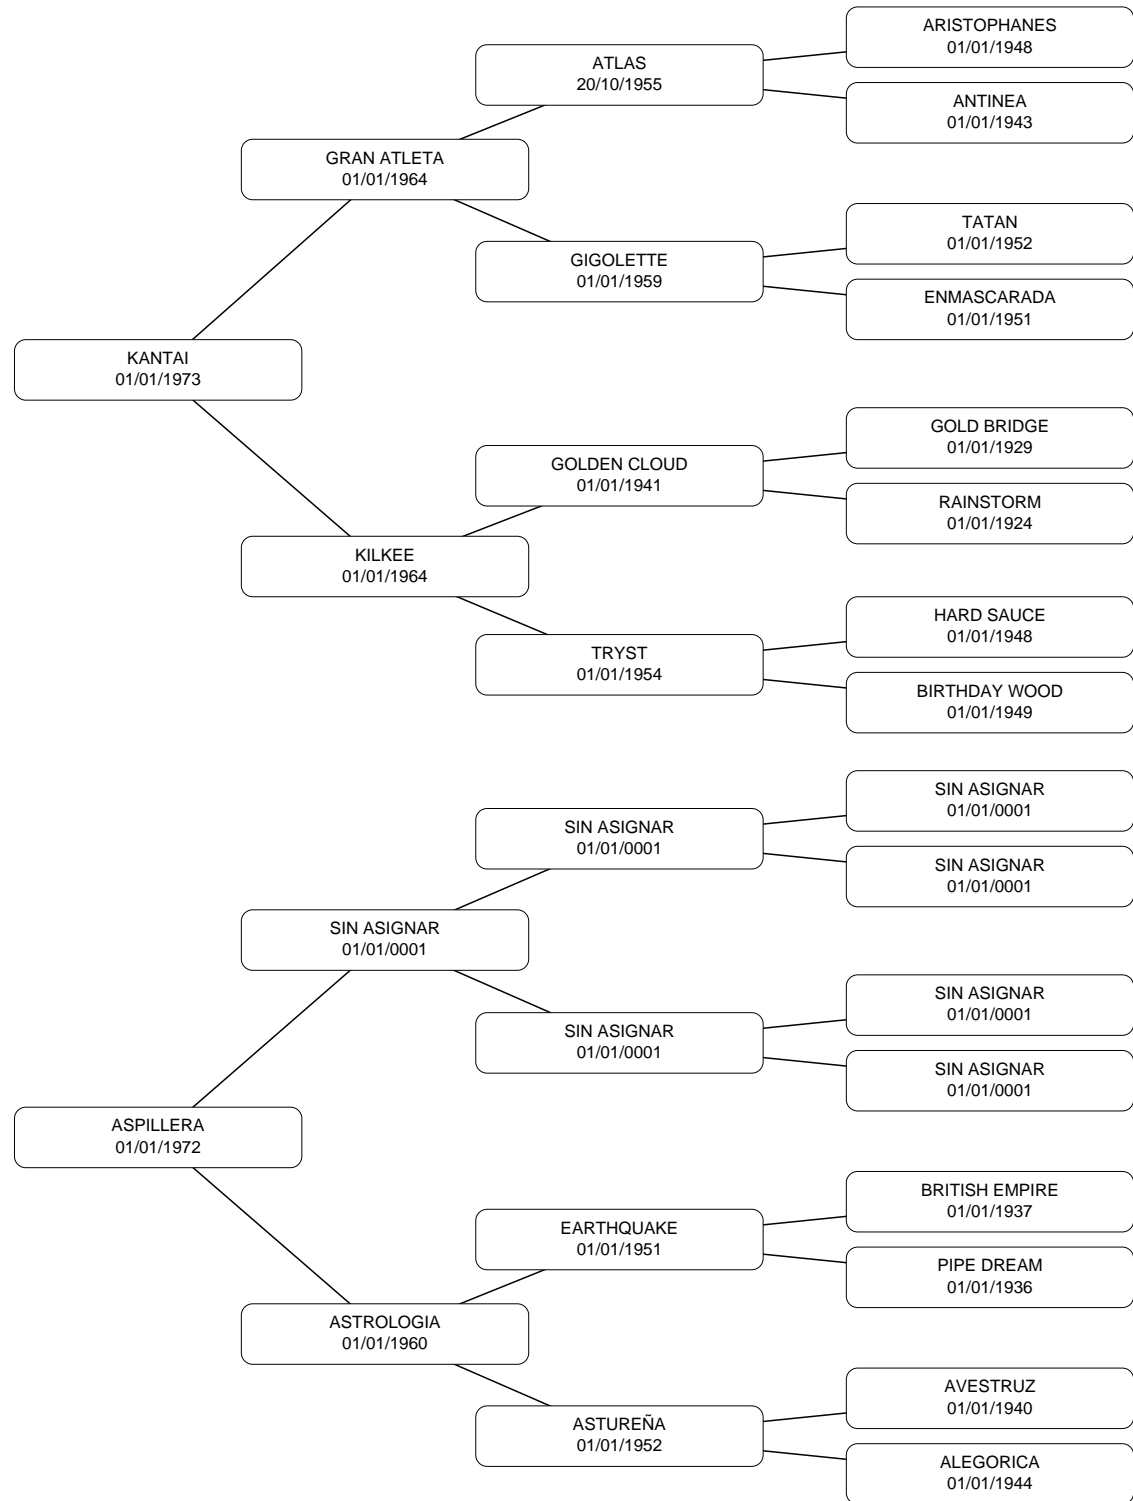 ARISTOPHANES
01/01/1948
ATLAS
20/10/1955
ANTINEA
01/01/1943
GRAN ATLETA
01/01/1964
TATAN
01/01/1952
GIGOLETTE
01/01/1959
ENMASCARADA
01/01/1951
KANTAI
01/01/1973
GOLD BRIDGE
01/01/1929
GOLDEN CLOUD
01/01/1941
RAINSTORM
01/01/1924
KILKEE
01/01/1964
HARD SAUCE
01/01/1948
TRYST
01/01/1954
BIRTHDAY WOOD
01/01/1949
SIN ASIGNAR
01/01/0001
SIN ASIGNAR
01/01/0001
SIN ASIGNAR
01/01/0001
SIN ASIGNAR
01/01/0001
SIN ASIGNAR
01/01/0001
SIN ASIGNAR
01/01/0001
SIN ASIGNAR
01/01/0001
ASPILLERA
01/01/1972
BRITISH EMPIRE
01/01/1937
EARTHQUAKE
01/01/1951
PIPE DREAM
01/01/1936
ASTROLOGIA
01/01/1960
AVESTRUZ
01/01/1940
ASTUREÑA
01/01/1952
ALEGORICA
01/01/1944